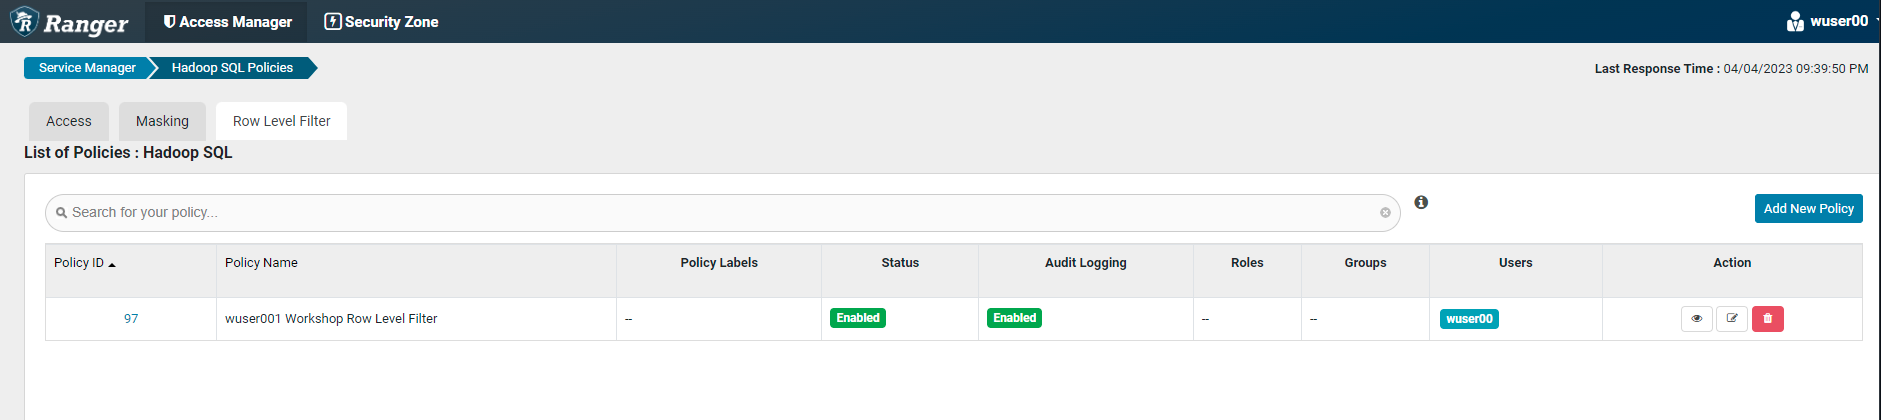 Ranger Access Manager Security Zone wuser00
Service Manager Hadoop SQL Policies Last Response Time : 04/04/2023 09:39:50 PM
Access Masking Row Level Filter
List of Policies : Hadoop SQL
Search for your policy... Add New Policy
Policy ID Policy Name Policy Labels Status Audit Logging Roles Groups Users Action
97 wuser001 Workshop Row Level Filter -- Enabled Enabled -- -- wuser00